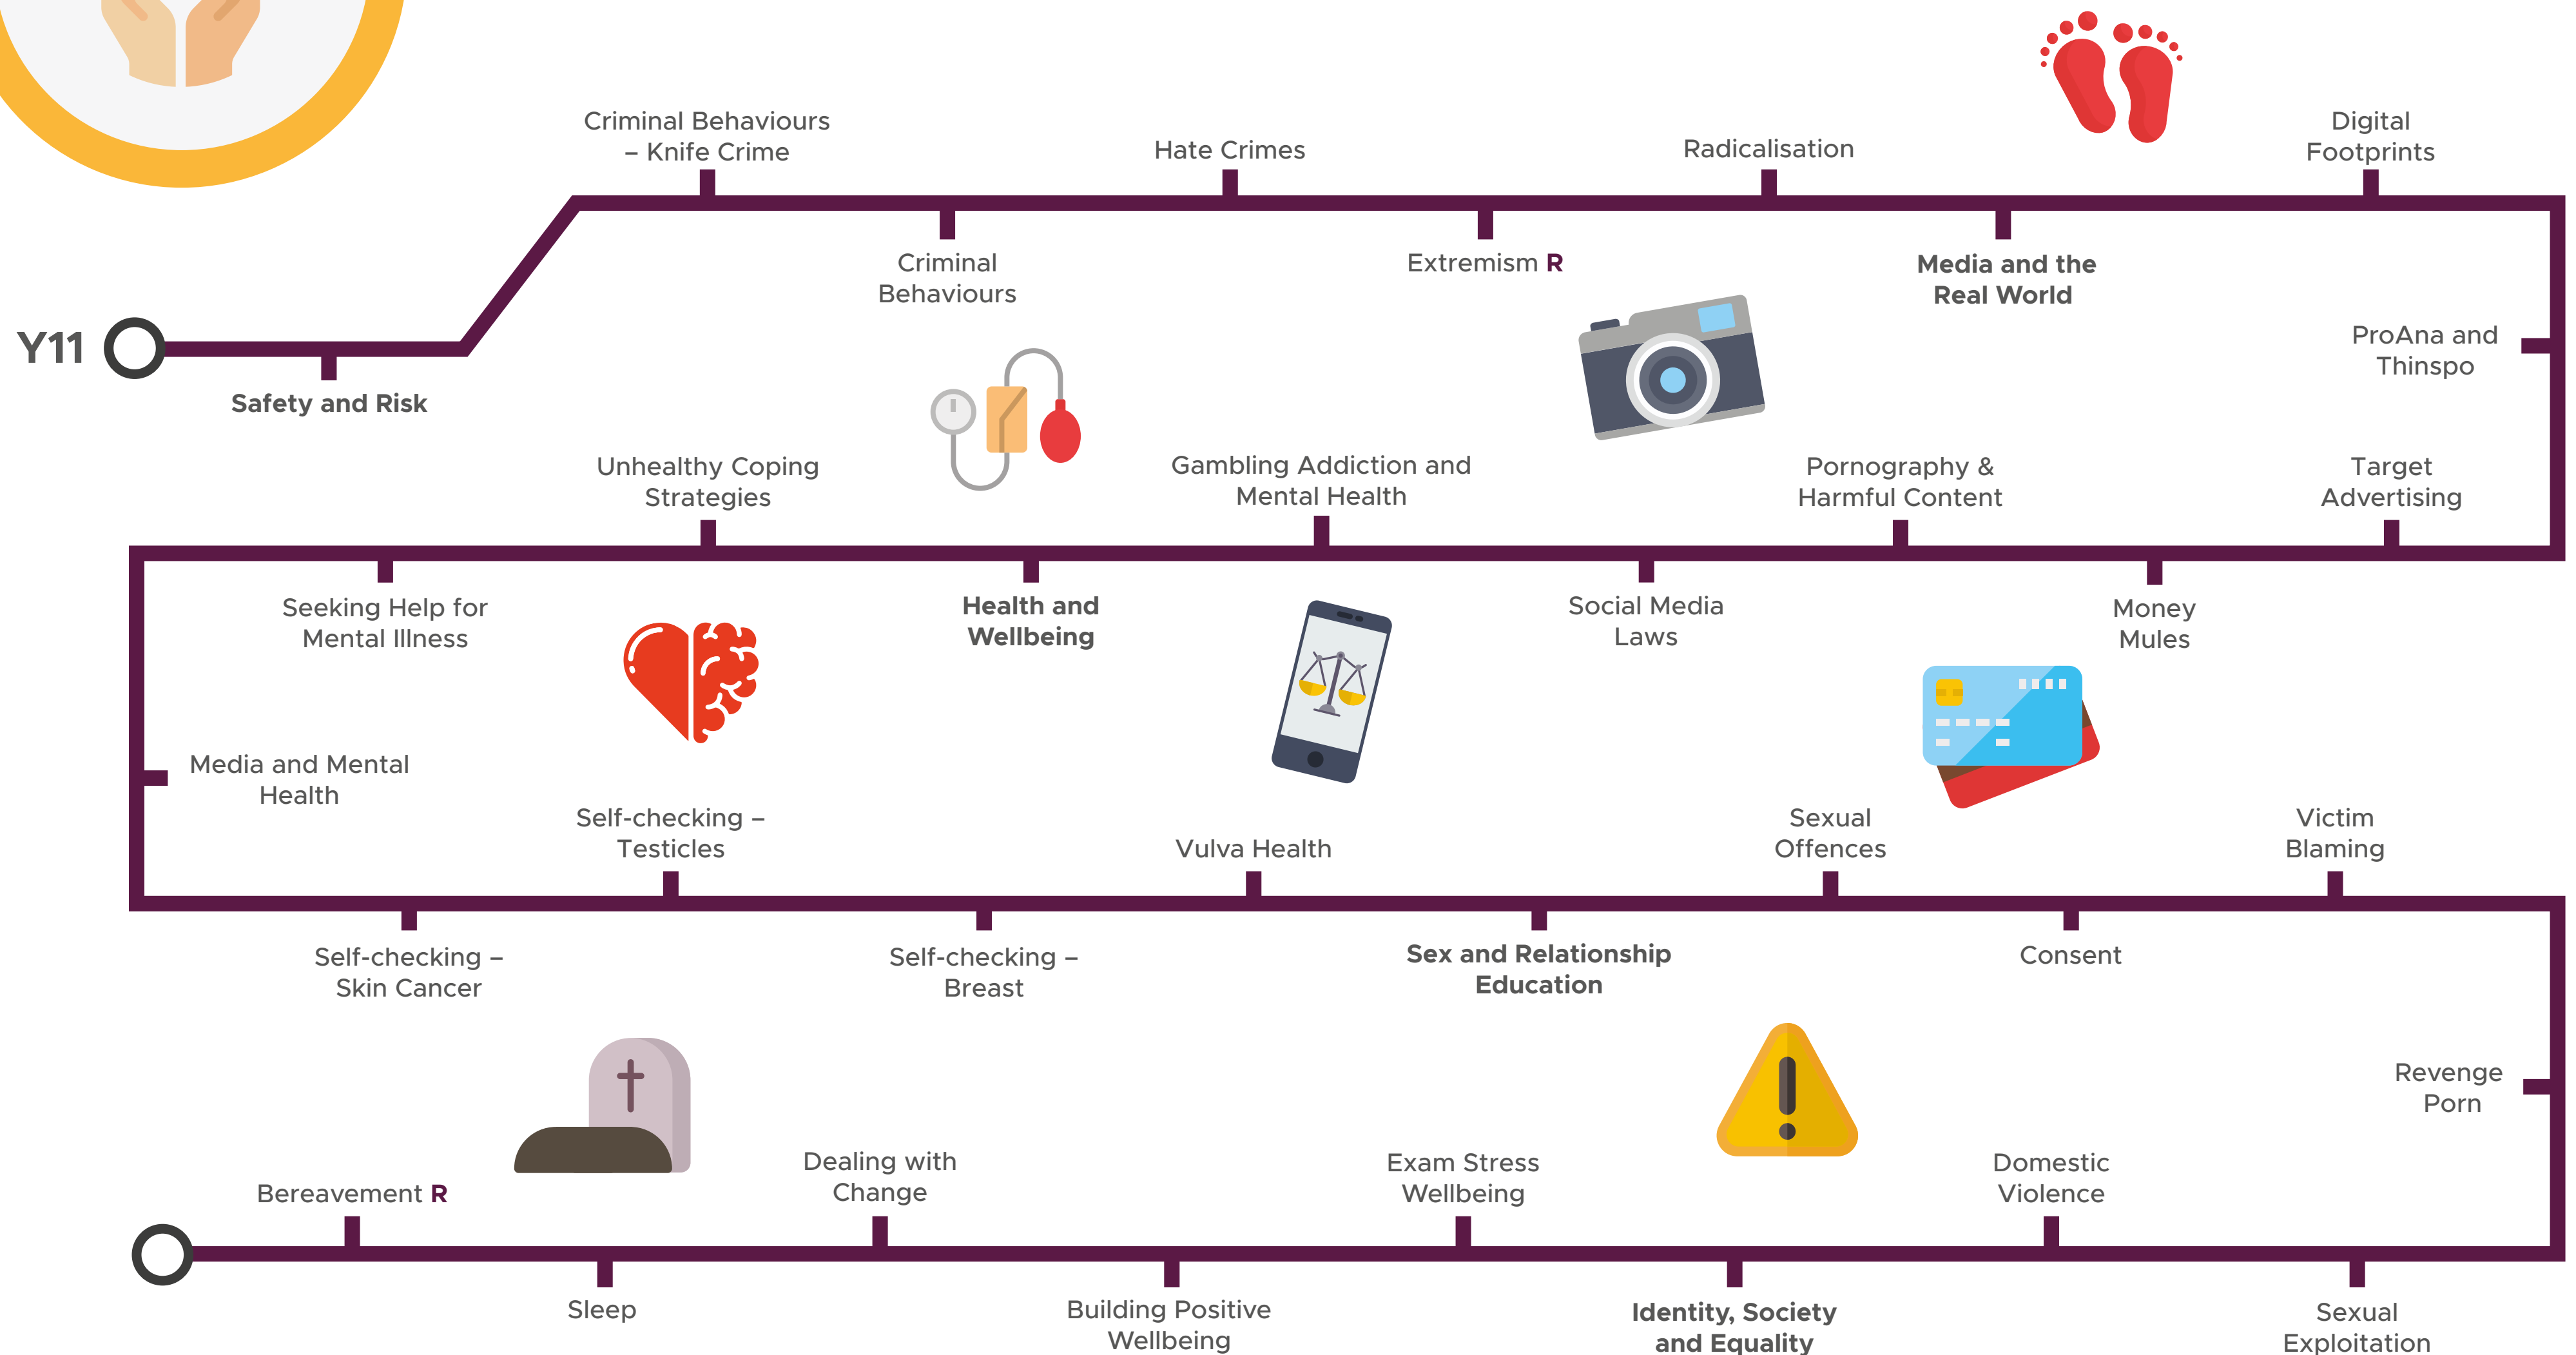 Criminal Behaviours
– Knife Crime
Hate Crimes
Radicalisation
Digital
Footprints
Criminal
Behaviours
Extremism R
Media and the
Real World
Y11
Safety and Risk
ProAna and
Thinspo
Unhealthy Coping
Strategies
Gambling Addiction and
Mental Health
Pornography &
Harmful Content
Target
Advertising
Seeking Help for
Mental Illness
Health and
Wellbeing
Social Media
Laws
Money
Mules
Media and Mental
Health
Self-checking –
Testicles
Vulva Health
Sexual
Offences
Victim
Blaming
Self-checking –
Skin Cancer
Self-checking –
Breast
Sex and Relationship
Education
Consent
Revenge
Porn
Bereavement R
Dealing with
Change
Exam Stress
Wellbeing
Domestic
Violence
Sleep
Building Positive
Wellbeing
Identity, Society
and Equality
Sexual
Exploitation